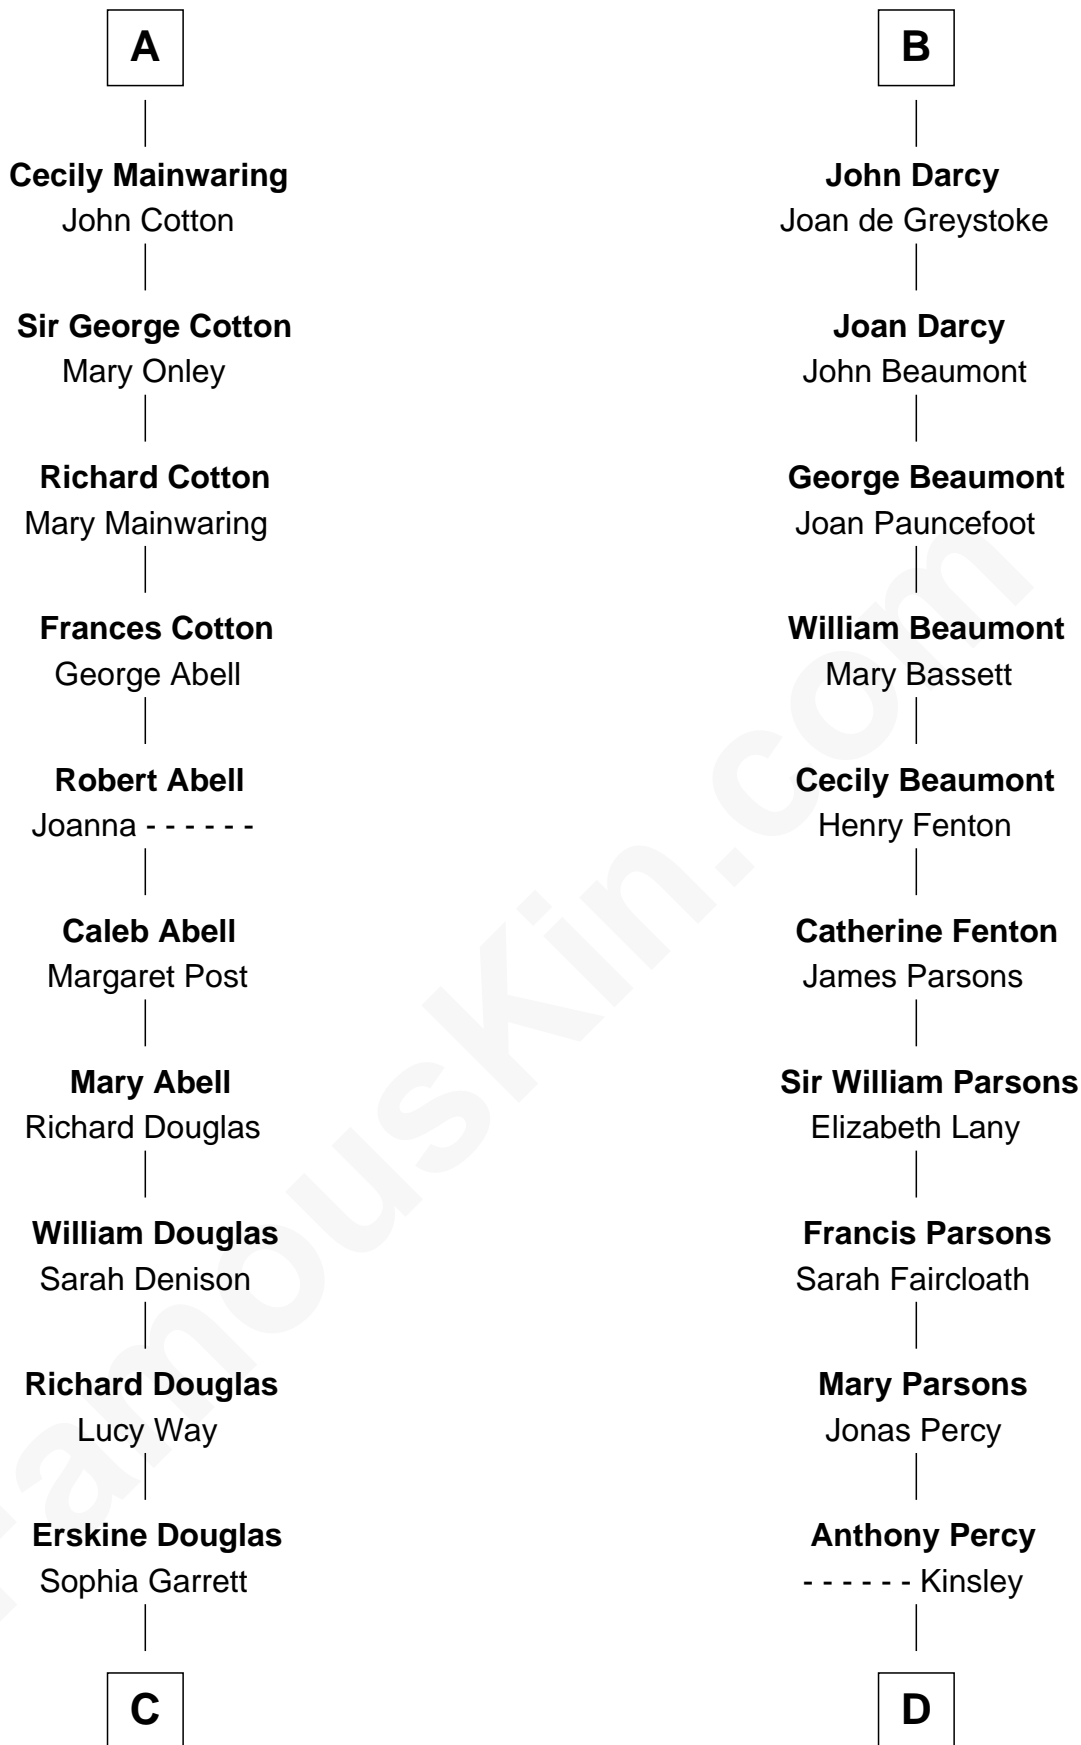 A
Cecily Mainwaring
John Cotton
Sir George Cotton
Mary Onley
Richard Cotton
Mary Mainwaring
Frances Cotton
George Abell
Robert Abell
Joanna - - - - - -
Caleb Abell
Margaret Post
Mary Abell
Richard Douglas
William Douglas
Sarah Denison
Richard Douglas
Lucy Way
Erskine Douglas
Sophia Garrett
C
B
John Darcy
Joan de Greystoke
Joan Darcy
John Beaumont
George Beaumont
Joan Pauncefoot
William Beaumont
Mary Bassett
Cecily Beaumont
Henry Fenton
Catherine Fenton
James Parsons
Sir William Parsons
Elizabeth Lany
Francis Parsons
Sarah Faircloath
Mary Parsons
Jonas Percy
Anthony Percy
- - - - - - Kinsley
D
FamousKin.com